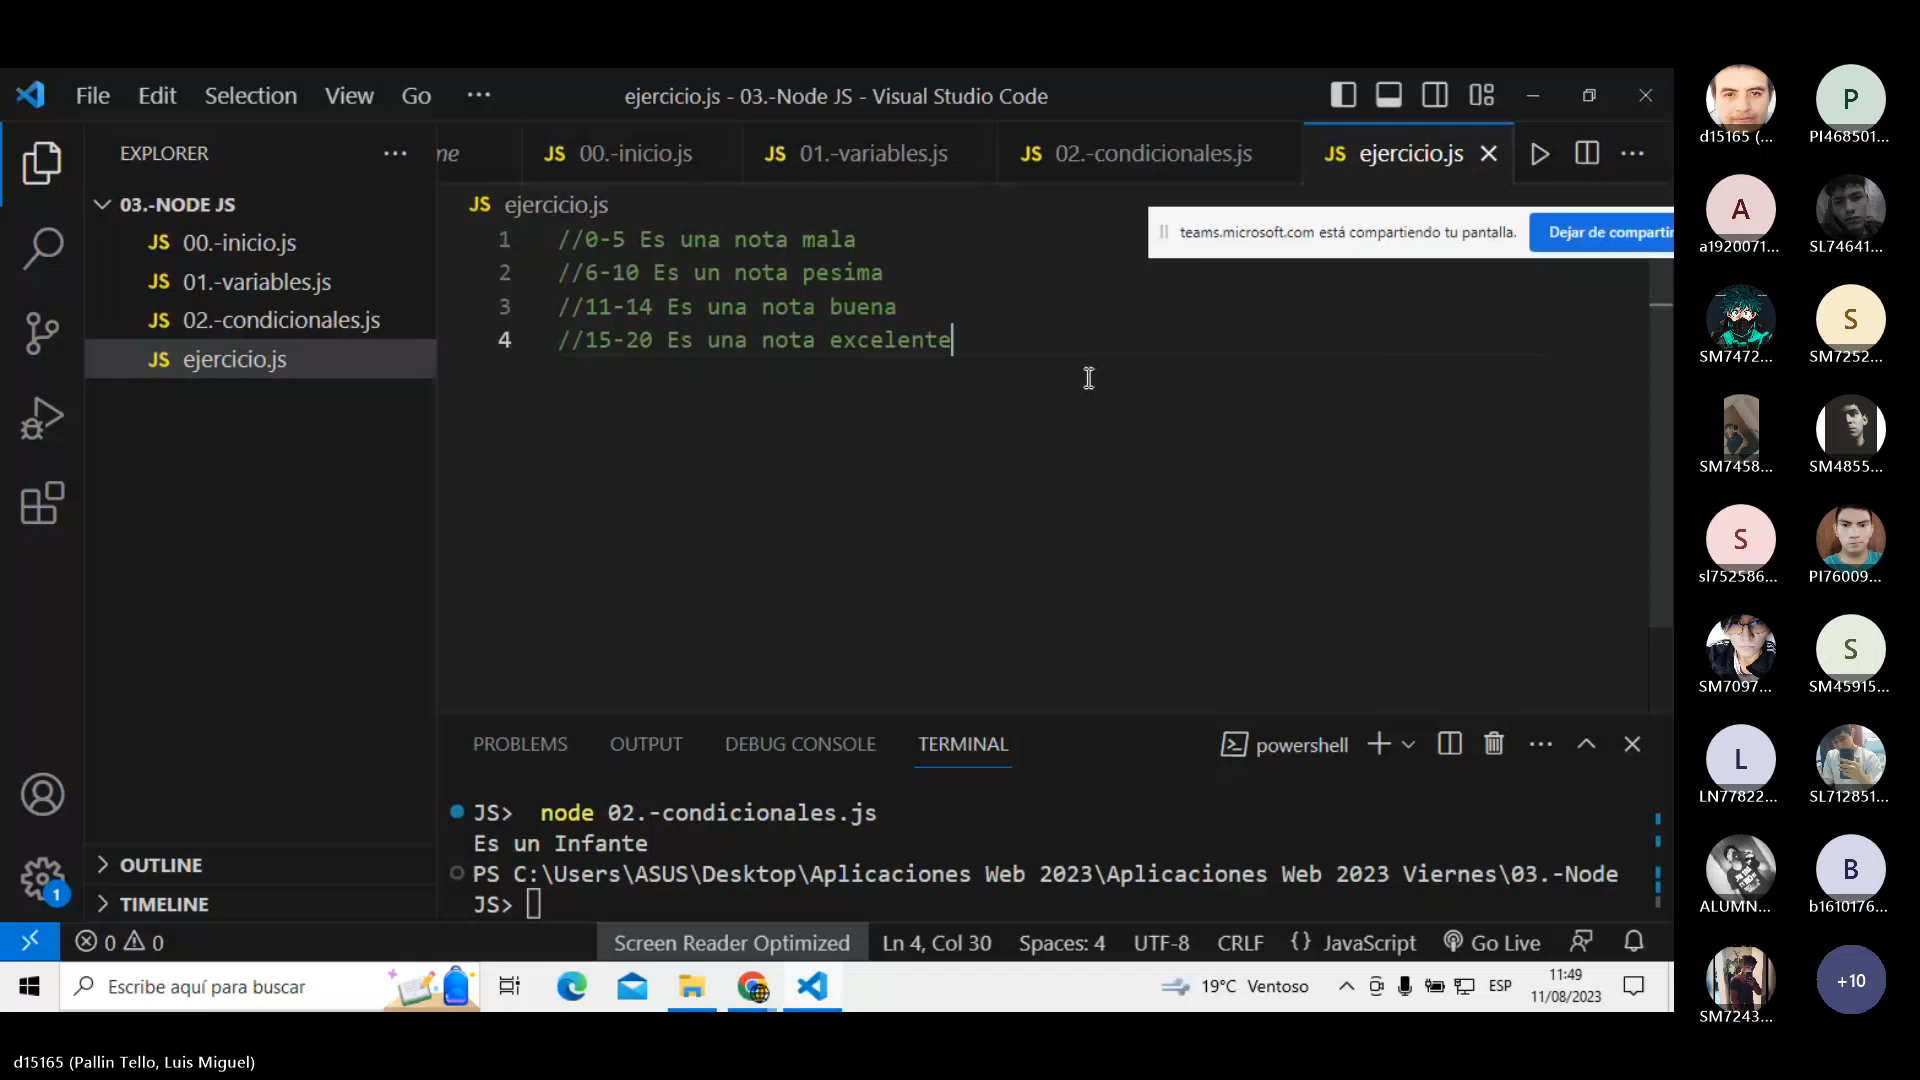 File Edit Selection View Go ···
ejercicio.js - 03.-Node JS - Visual Studio Code
EXPLORER
me
JS 00.-inicio.js
JS 01.-variables.js
JS 02.-condicionales.js
JS ejercicio.js
03.-NODE JS
JS 00.-inicio.js
JS 01.-variables.js
JS 02.-condicionales.js
JS ejercicio.js
OUTLINE
TIMELINE
JS ejercicio.js
1 //0-5 Es una nota mala
2 //6-10 Es un nota pesima
3 //11-14 Es una nota buena
4 //15-20 Es una nota excelente
teams.microsoft.com está compartiendo tu pantalla.
Dejar de compartir
PROBLEMS OUTPUT DEBUG CONSOLE TERMINAL
powershell
JS> node 02.-condicionales.js
Es un Infante
PS C:\Users\ASUS\Desktop\Aplicaciones Web 2023\Aplicaciones Web 2023 Viernes\03.-Node
JS>
1
0 0
Screen Reader Optimized Ln 4, Col 30 Spaces: 4 UTF-8 CRLF {} JavaScript Go Live
Escribe aquí para buscar
19°C Ventoso
ESP
11:49
11/08/2023
d15165 (...
P
PI468501...
A
a1920071...
SL74641...
SM7472...
S
SM7252...
SM7458...
SM4855...
S
sl752586...
PI76009...
SM7097...
S
SM45915...
L
LN77822...
SL712851...
ALUMN...
B
b1610176...
SM7243...
+10
d15165 (Pallin Tello, Luis Miguel)